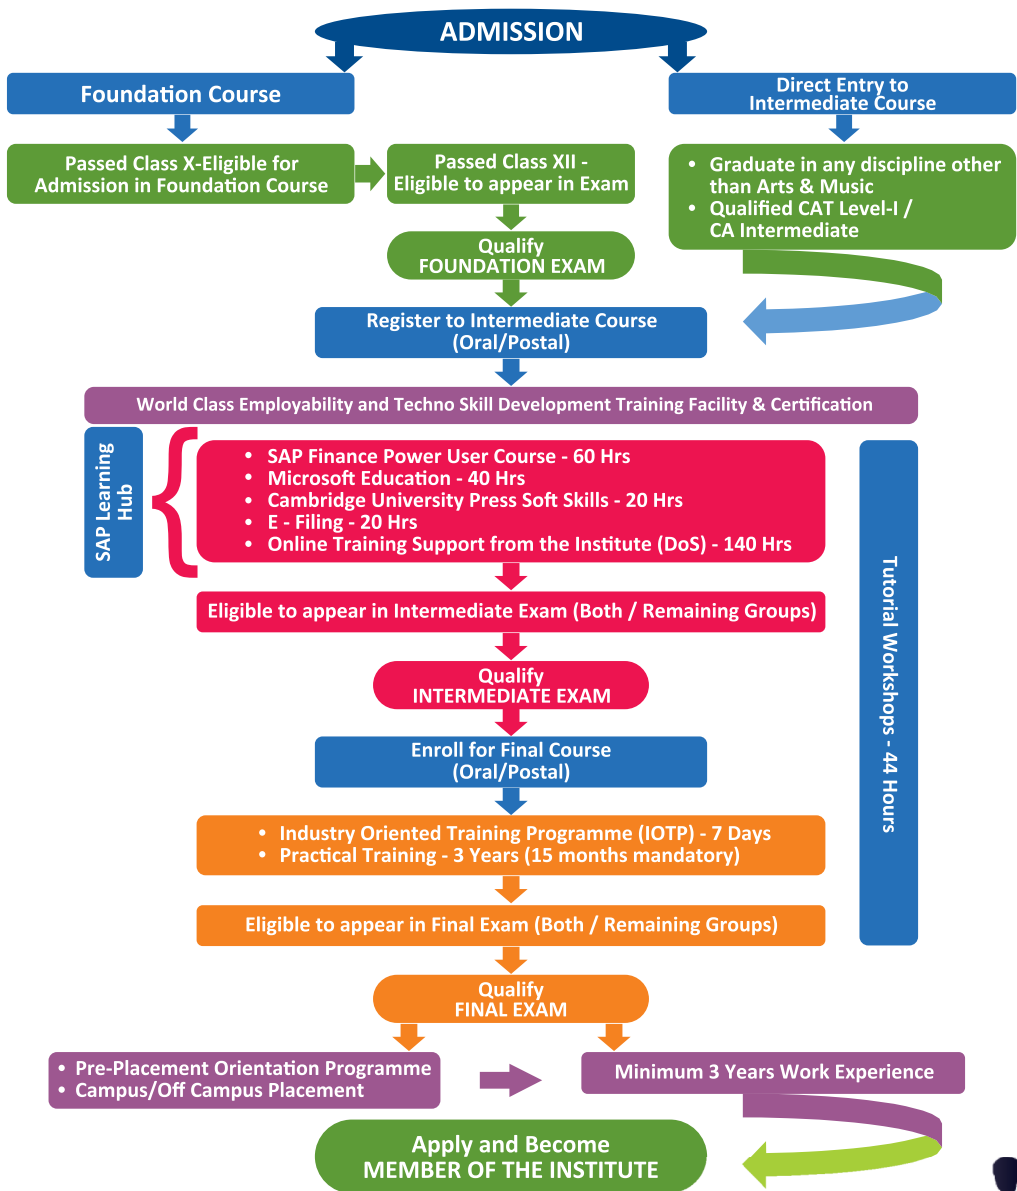 ADMISSION
Foundation Course
Direct Entry to
Intermediate Course
Passed Class X-Eligible for
Admission in Foundation Course
Passed Class XII -
Eligible to appear in Exam
• Graduate in any discipline other
than Arts & Music
• Qualified CAT Level-I /
CA Intermediate
Qualify
FOUNDATION EXAM
Register to Intermediate Course
(Oral/Postal)
World Class Employability and Techno Skill Development Training Facility & Certification
SAP Learning
Hub
• SAP Finance Power User Course - 60 Hrs
• Microsoft Education - 40 Hrs
• Cambridge University Press Soft Skills - 20 Hrs
• E - Filing - 20 Hrs
• Online Training Support from the Institute (DoS) - 140 Hrs
Tutorial Workshops - 44 Hours
Eligible to appear in Intermediate Exam (Both / Remaining Groups)
Qualify
INTERMEDIATE EXAM
Enroll for Final Course
(Oral/Postal)
• Industry Oriented Training Programme (IOTP) - 7 Days
• Practical Training - 3 Years (15 months mandatory)
Eligible to appear in Final Exam (Both / Remaining Groups)
Qualify
FINAL EXAM
• Pre-Placement Orientation Programme
• Campus/Off Campus Placement
Minimum 3 Years Work Experience
Apply and Become
MEMBER OF THE INSTITUTE